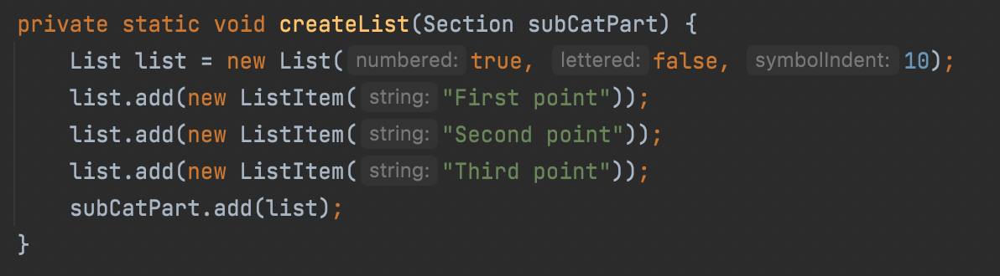 private static void createList(Section subCatPart) {
List list = new List( numbered: true, lettered: false, symbolIndent: 10);
list.add(new ListItem( string: "First point"));
list.add(new ListItem( string: "Second point"));
list.add(new ListItem( string: "Third point"));
subCatPart.add(list);
}